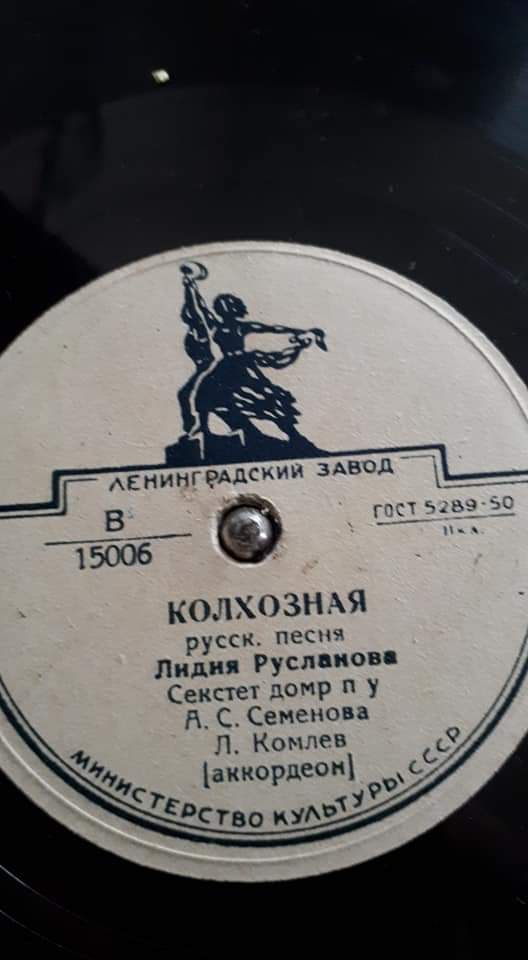 ЛЕНИНГРАДСКИЙ ЗАВОД
В
15006
ГОСТ 5289-50
II к л.
КОЛХОЗНАЯ
русск. песня
Лидия Русланова
Секстет домр п у
А. С. Семенова
Л. Комлев
[аккордеон]
МИНИСТЕРСТВО КУЛЬТУРЫ СССР